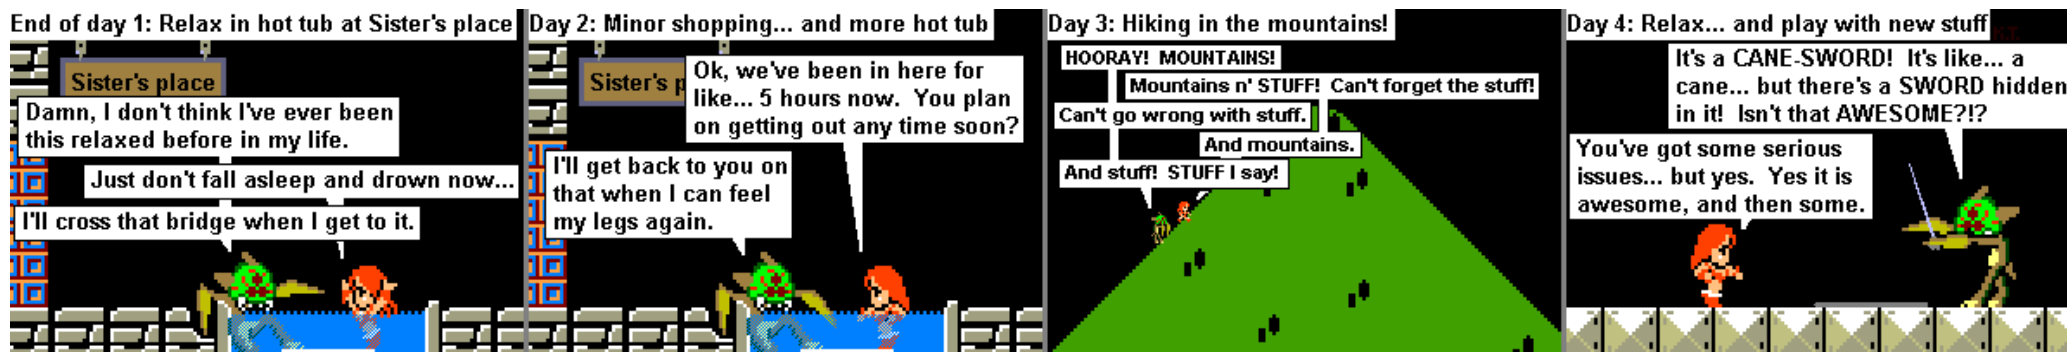 End of day 1: Relax in hot tub at Sister's place
Sister's place
Damn, I don't think I've ever been
this relaxed before in my life.
Just don't fall asleep and drown now...
I'll cross that bridge when I get to it.
Day 2: Minor shopping... and more hot tub
Sister's p
Ok, we've been in here for
like... 5 hours now. You plan
on getting out any time soon?
I'll get back to you on
that when I can feel
my legs again.
Day 3: Hiking in the mountains!
HOORAY! MOUNTAINS!
Mountains n' STUFF! Can't forget the stuff!
Can't go wrong with stuff.
And mountains.
And stuff! STUFF I say!
Day 4: Relax... and play with new stuff
It's a CANE-SWORD! It's like... a
cane... but there's a SWORD hidden
in it! Isn't that AWESOME?!?
You've got some serious
issues... but yes. Yes it is
awesome, and then some.